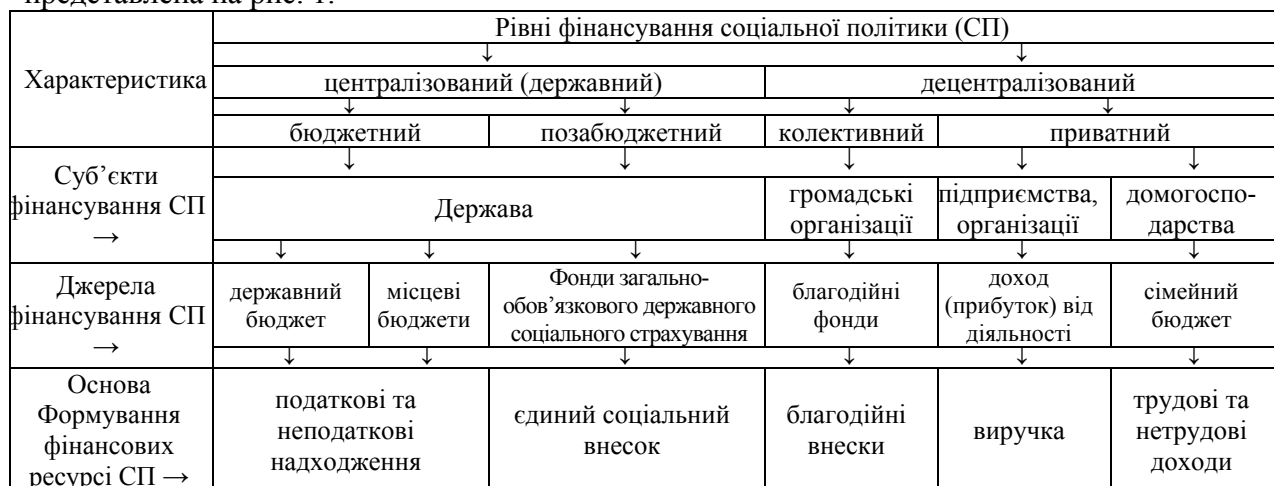 представлена на рис. 1.
Рівні фінансування соціальної політики (СП)
↓ ↓
Характеристика
централізований (державний) децентралізований
↓ ↓ ↓ ↓
бюджетний позабюджетний колективний приватний
↓ ↓ ↓ ↓ ↓
Суб’єкти
фінансування СП
→
Держава
громадські
організації
підприємства,
організації
домогоспо-
дарства
↓ ↓ ↓ ↓ ↓ ↓
Джерела
фінансування СП
→
державний
бюджет
місцеві
бюджети
Фонди загально-
обов’язкового державного
соціального страхування
благодійні
фонди
доход
(прибуток) від
діяльності
сімейний
бюджет
↓ ↓ ↓ ↓ ↓ ↓
Основа
Формування
фінансових
ресурсі СП →
податкові та
неподаткові
надходження
єдиний соціальний
внесок
благодійні
внески
виручка
трудові та
нетрудові
доходи